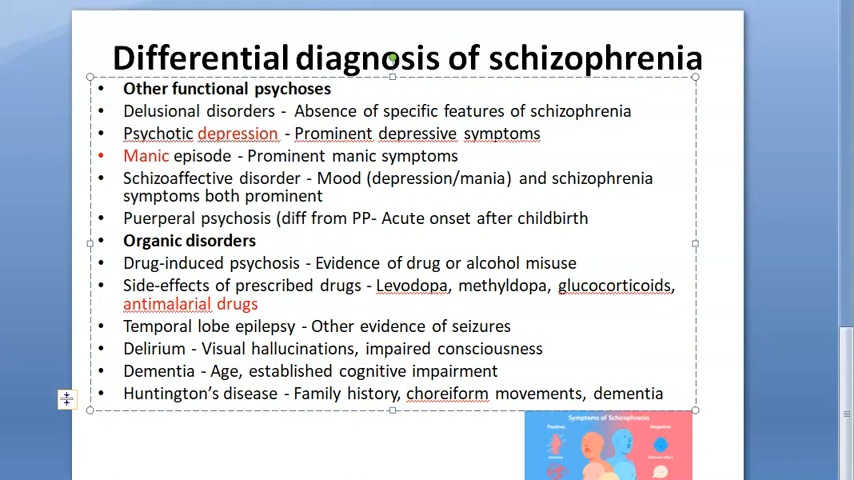 Differential diagnosis of schizophrenia
• Other functional psychoses
• Delusional disorders - Absence of specific features of schizophrenia
• Psychotic depression - Prominent depressive symptoms
• Manic episode - Prominent manic symptoms
• Schizoaffective disorder - Mood (depression/mania) and schizophrenia
symptoms both prominent
• Puerperal psychosis (diff from PP- Acute onset after childbirth
• Organic disorders
• Drug-induced psychosis - Evidence of drug or alcohol misuse
• Side-effects of prescribed drugs - Levodopa, methyldopa, glucocorticoids,
antimalarial drugs
• Temporal lobe epilepsy - Other evidence of seizures
• Delirium - Visual hallucinations, impaired consciousness
• Dementia - Age, established cognitive impairment
• Huntington's disease - Family history, choreiform movements, dementia
Symptoms of Schizophrenia
Positive Negative